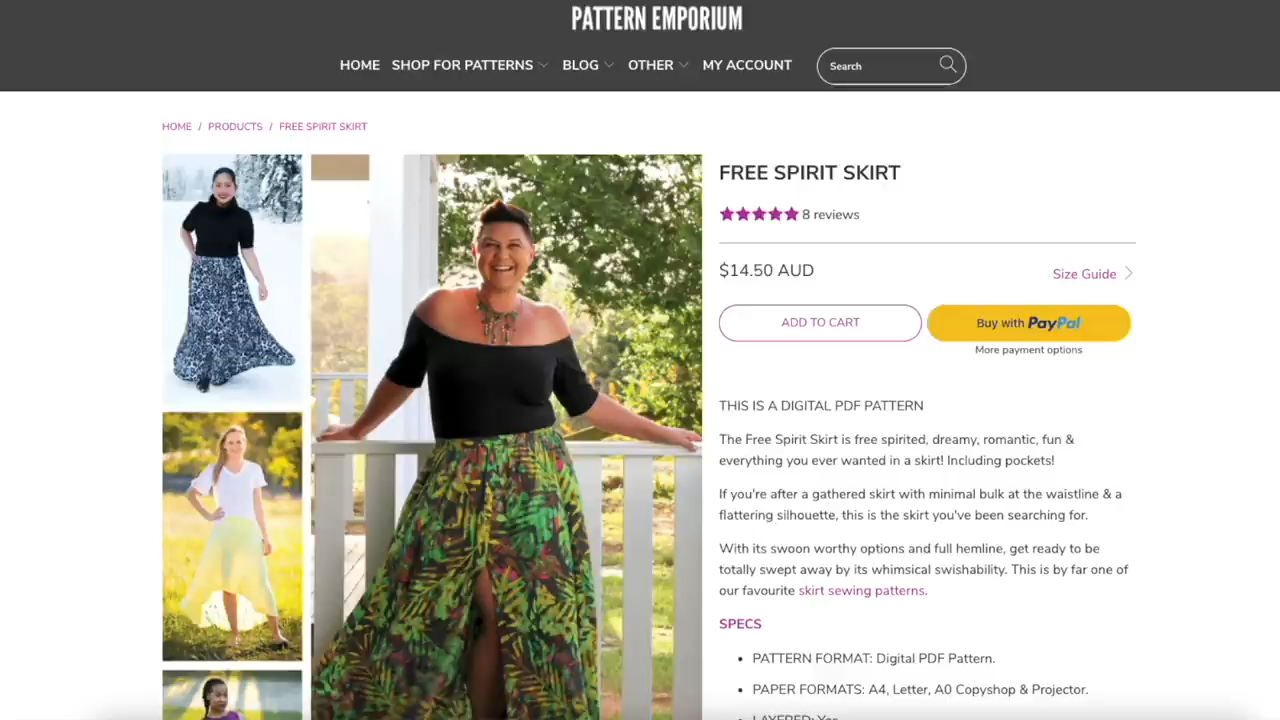 PATTERN EMPORIUM
HOME SHOP FOR PATTERNS BLOG OTHER MY ACCOUNT Search
HOME / PRODUCTS / FREE SPIRIT SKIRT
FREE SPIRIT SKIRT
8 reviews
$14.50 AUD
Size Guide
ADD TO CART
Buy with PayPal
More payment options
THIS IS A DIGITAL PDF PATTERN
The Free Spirit Skirt is free spirited, dreamy, romantic, fun &
everything you ever wanted in a skirt! Including pockets!
If you're after a gathered skirt with minimal bulk at the waistline & a
flattering silhouette, this is the skirt you've been searching for.
With its swoon worthy options and full hemline, get ready to be
totally swept away by its whimsical swishability. This is by far one of
our favourite skirt sewing patterns.
SPECS
• PATTERN FORMAT: Digital PDF Pattern.
• PAPER FORMATS: A4, Letter, A0 Copyshop & Projector.
• LAYERED: Yes